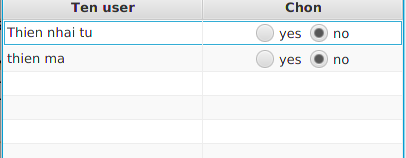 Ten user Chon
Thien nhai tu yes no
thien ma yes no